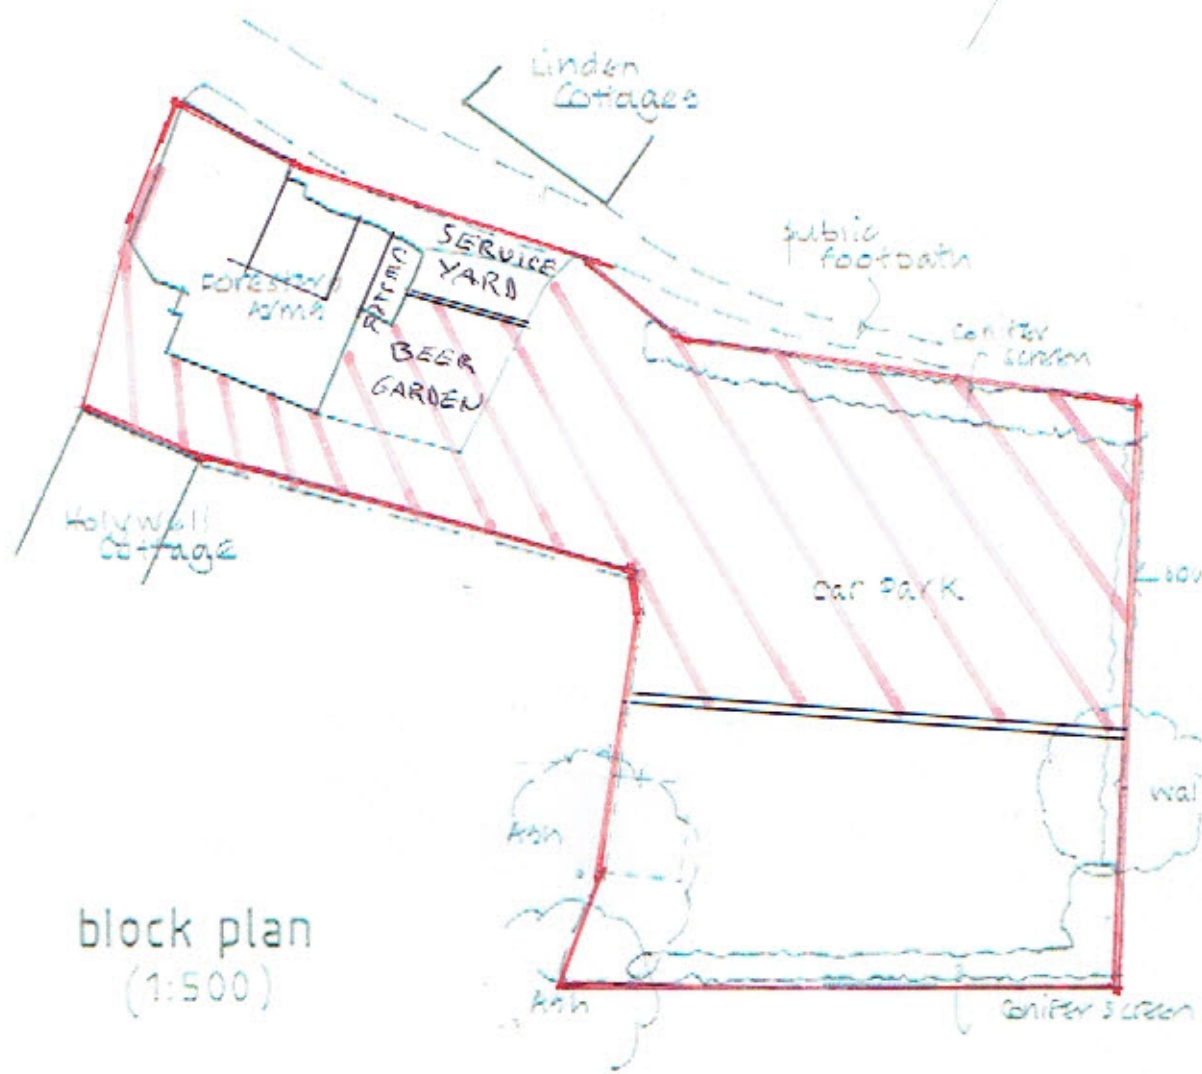 Linden
Cottages
public
footpath
conifer
screen
SERVICE
YARD
Foresters
Arms
BEER
GARDEN
Holywell
Cottage
car park
Ash
block plan
(1:500)
Ash
conifer screen